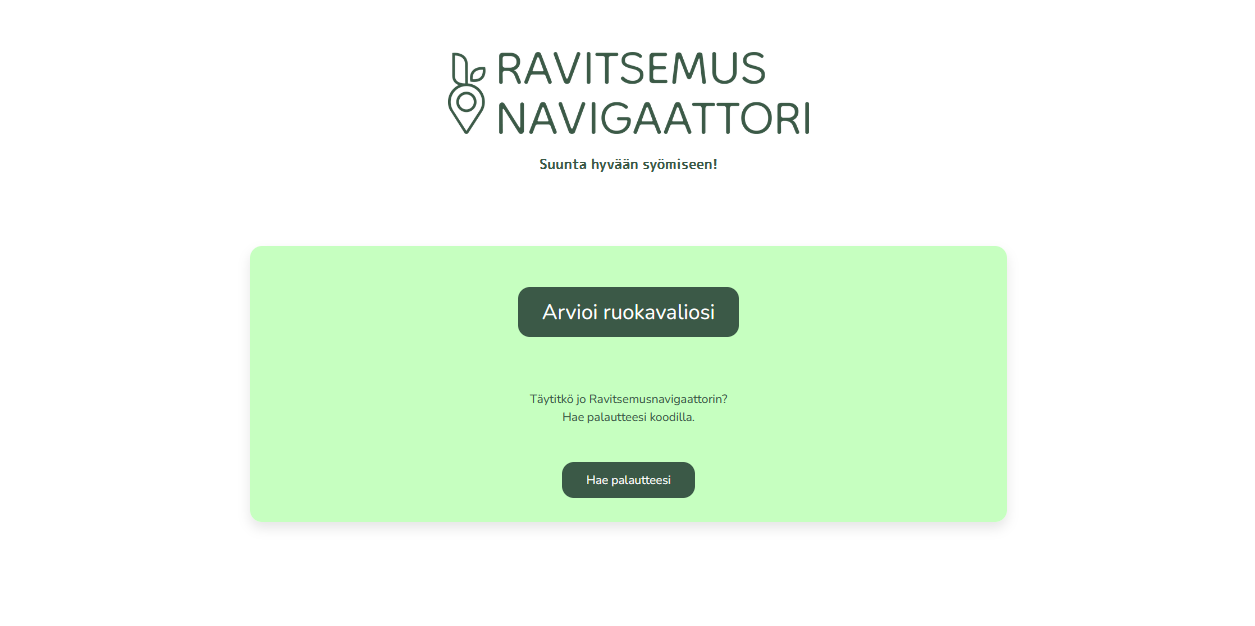 RAVITSEMUS
NAVIGAATTORI
Suunta hyvään syömiseen!
Arvioi ruokavaliosi
Täytitkö jo Ravitsemusnavigaattorin?
Hae palautteesi koodilla.
Hae palautteesi